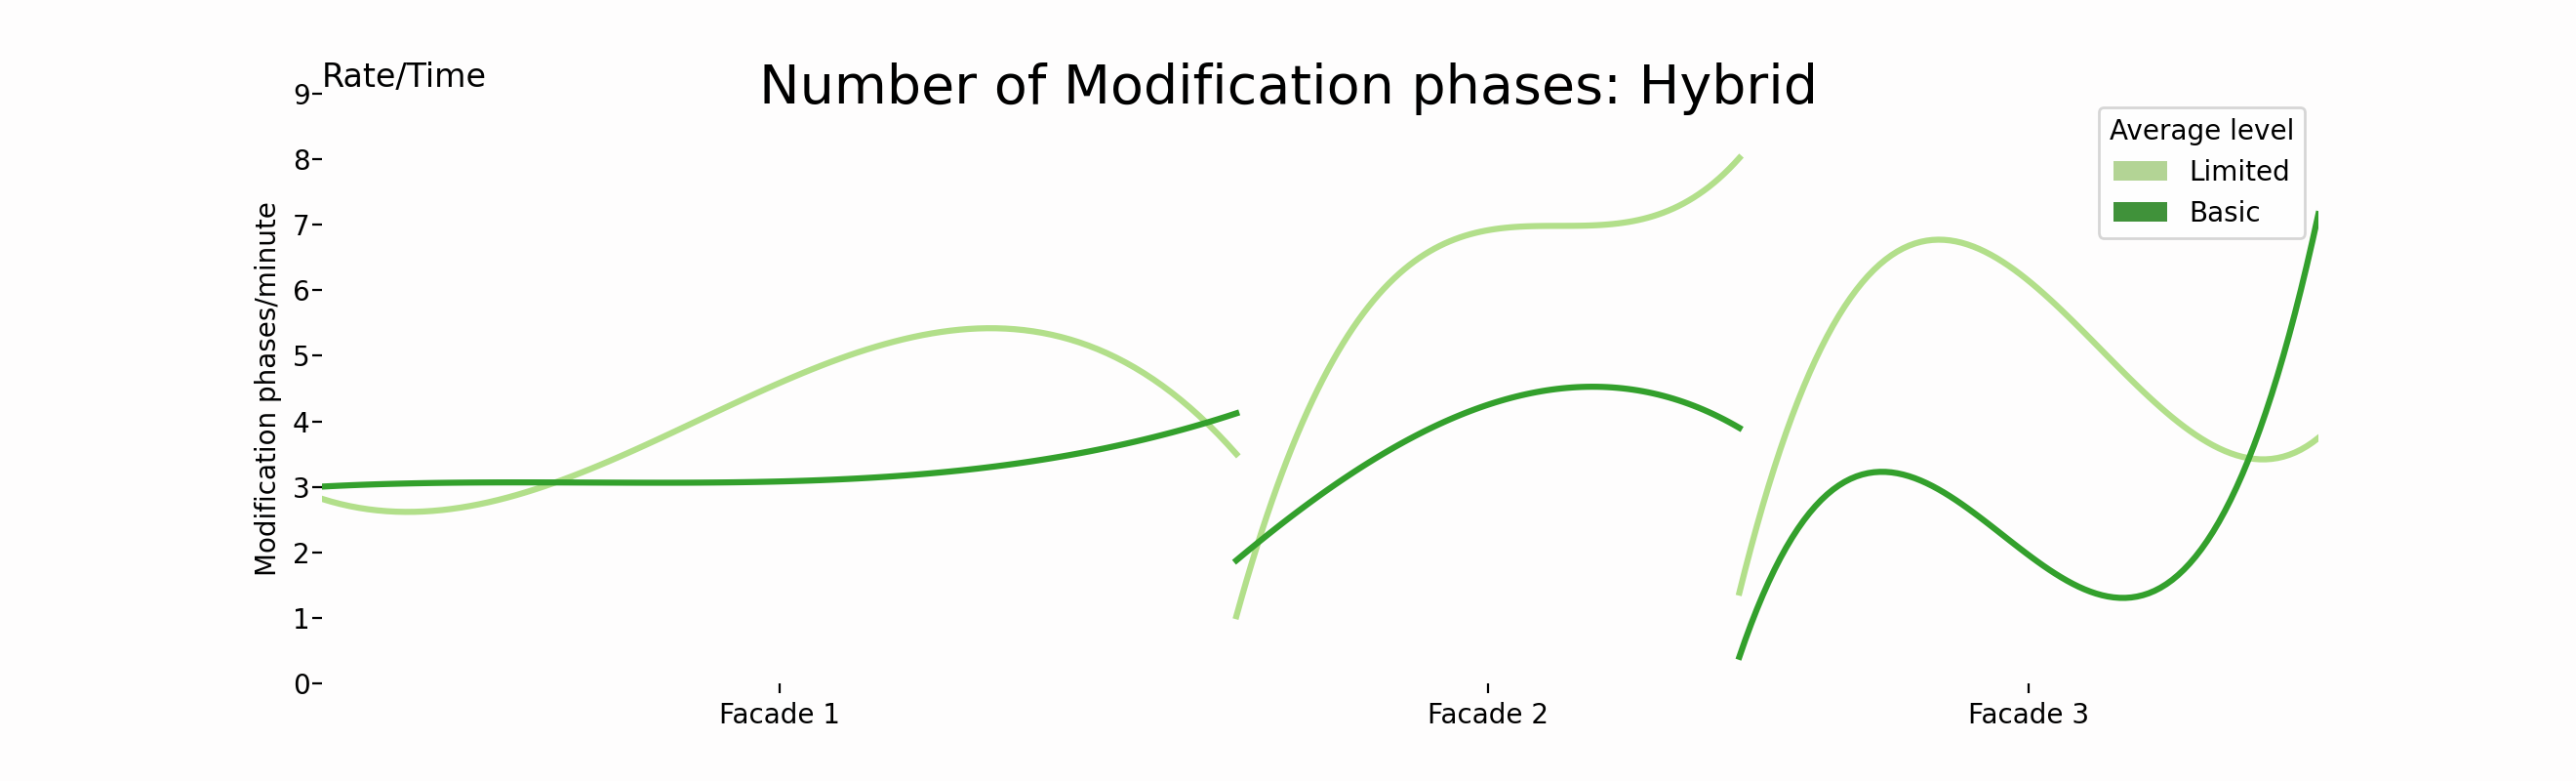 Rate/Time
Number of Modification phases: Hybrid
Modification phases/minute
9
8
7
6
5
4
3
2
1
0
Average level
Limited
Basic
Facade 1
Facade 2
Facade 3